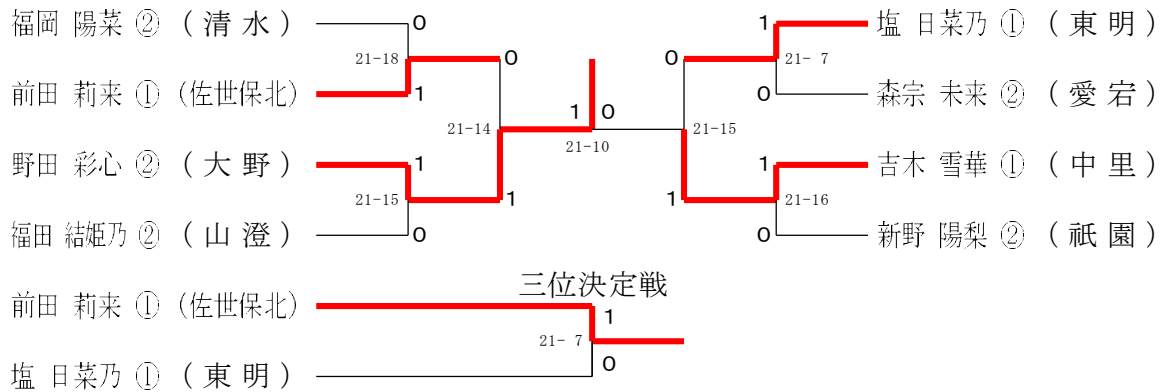 福岡 陽菜 ② (清水) 0 1 塩 日菜乃 ① (東明)
21-18 0 0 21- 7
前田 莉来 ① (佐世保北) 1 0 森宗 未来 ② (愛宕)
21-14 1 0 21-15
21-10
野田 彩心 ② (大野) 1 1 吉木 雪華 ① (中里)
21-15 1 1 21-16
福田 結姫乃 ② (山澄) 0 0 新野 陽梨 ② (祇園)
三位決定戦
前田 莉来 ① (佐世保北) 1
21- 7
塩 日菜乃 ① (東明) 0